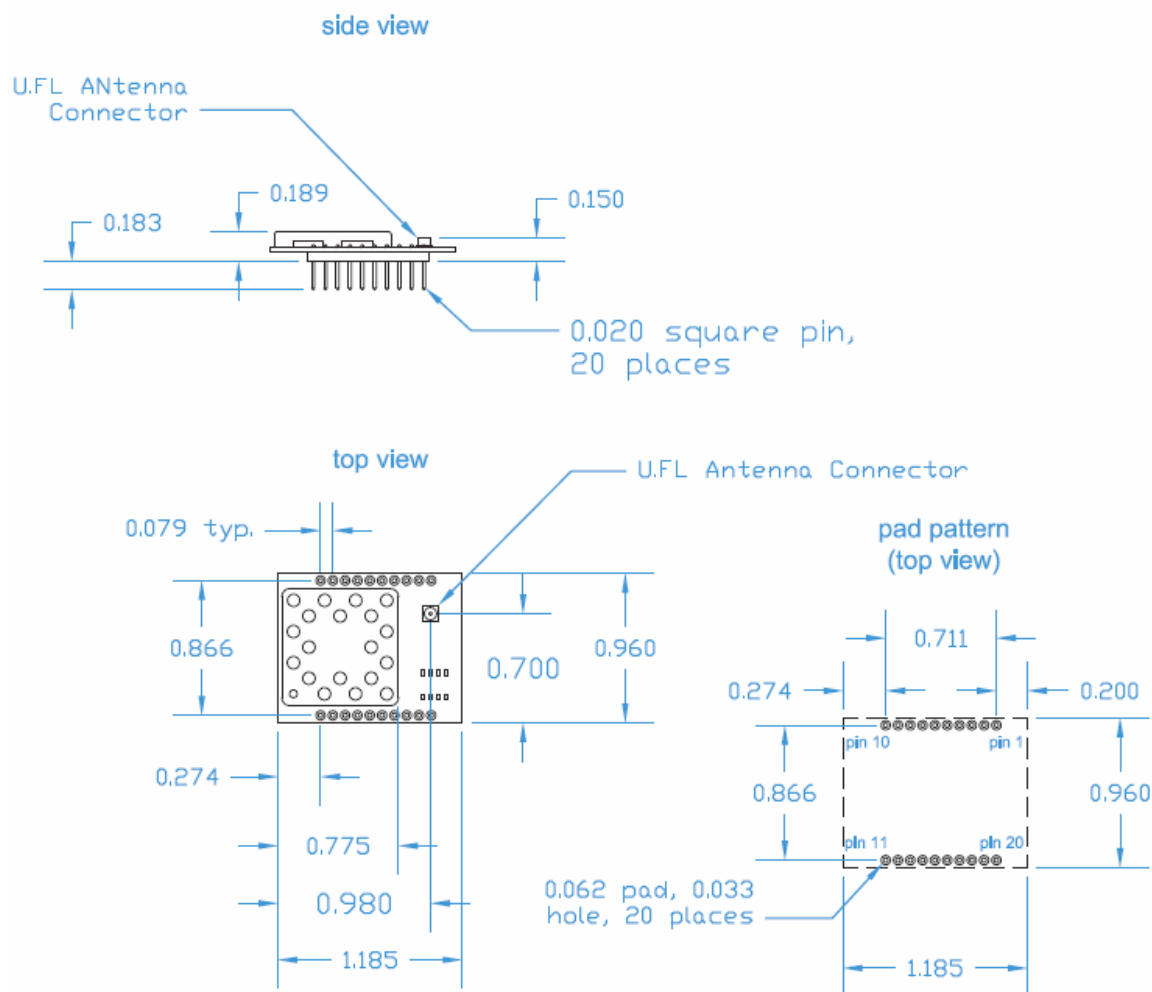 side view
U.FL ANtenna
Connector
0.189
0.150
0.183
0.020 square pin,
20 places
top view
U.FL Antenna Connector
0.079 typ.
pad pattern
(top view)
0.711
0.866
0.700
0.960
0.274
0.200
pin 10
pin 1
0.866
0.960
0.274
pin 11
pin 20
0.775
0.062 pad, 0.033
hole, 20 places
0.980
1.185
1.185